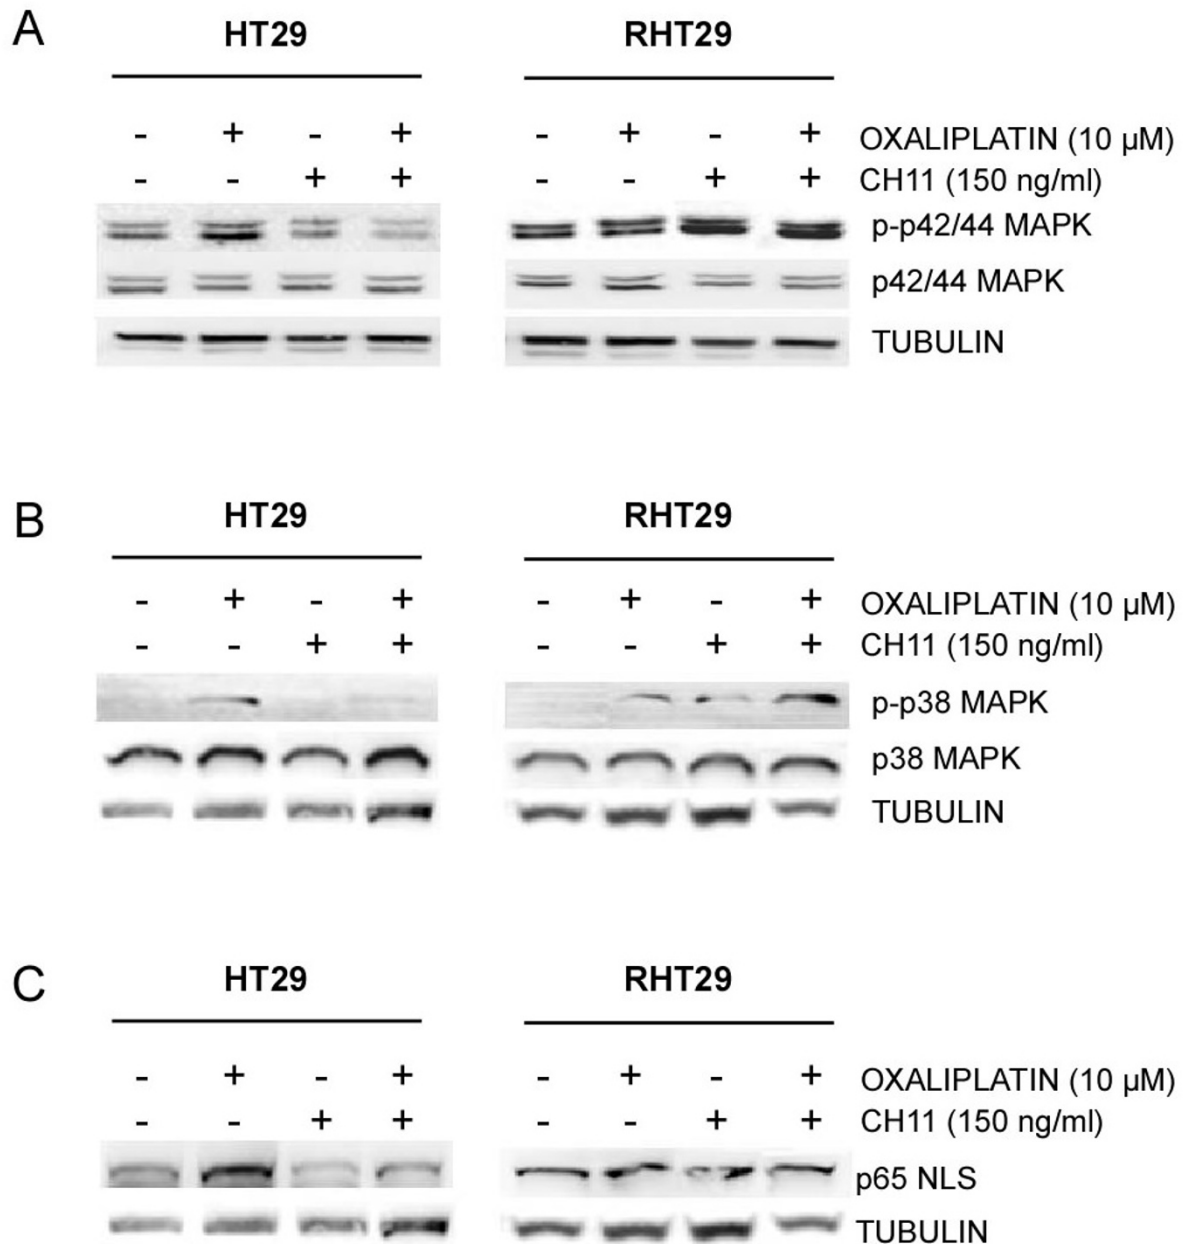 A
HT29 RHT29
- + - + - + - + OXALIPLATIN (10 µM)
- - + + - - + + CH11 (150 ng/ml)
p-p42/44 MAPK
p42/44 MAPK
TUBULIN
B
HT29 RHT29
- + - + - + - + OXALIPLATIN (10 µM)
- - + + - - + + CH11 (150 ng/ml)
p-p38 MAPK
p38 MAPK
TUBULIN
C
HT29 RHT29
- + - + - + - + OXALIPLATIN (10 µM)
- - + + - - + + CH11 (150 ng/ml)
p65 NLS
TUBULIN